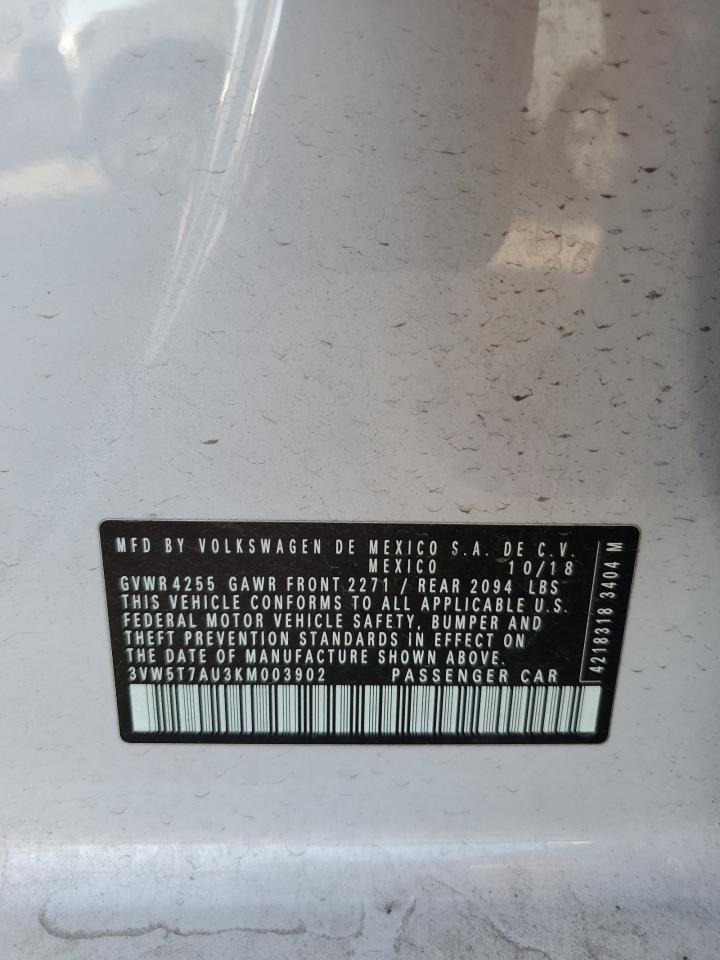 MFD BY VOLKSWAGEN DE MEXICO S.A. DE C.V.
MEXICO 10/18
GVWR 4255 GAWR FRONT 2271 / REAR 2094 LBS
THIS VEHICLE CONFORMS TO ALL APPLICABLE U.S.
FEDERAL MOTOR VEHICLE SAFETY, BUMPER AND
THEFT PREVENTION STANDARDS IN EFFECT ON
THE DATE OF MANUFACTURE SHOWN ABOVE.
3VW5T7AU3KM003902 PASSENGER CAR
4218318 3404 M